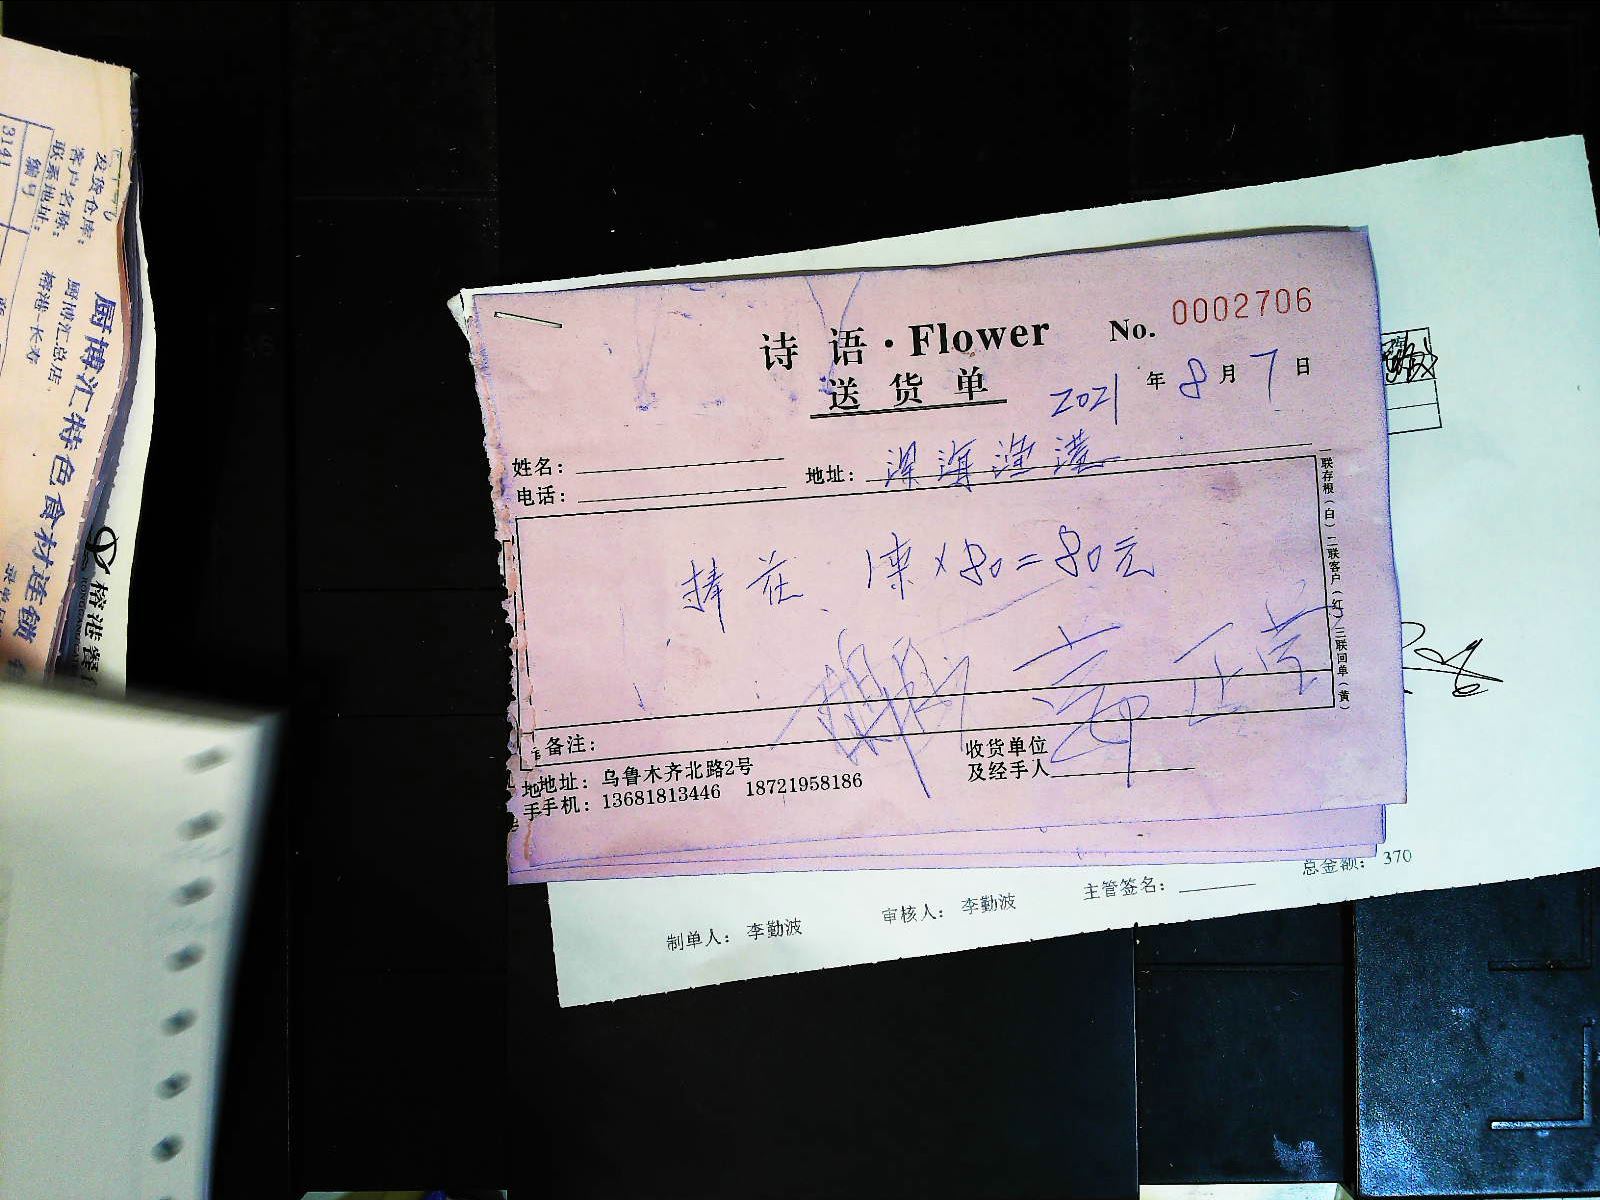 诗语·Flower No. 0002706
送货单 2021年8月7日
姓名： 地址：深海渔港
电话：
捧花 1束×80=80元
备注：
地址：乌鲁木齐北路2号
手机：13681813446 18721958186
收货单位
及经手人
一联存根（白）二联客户（红）三联回单（黄）
总金额： 370
制单人： 李勤波 审核人： 李勤波 主管签名：
厨博汇特色食材连锁
发货仓库： 厨博汇总店
客户名称： 榕港·长寿
联系地址：
编号
3141
榕港餐